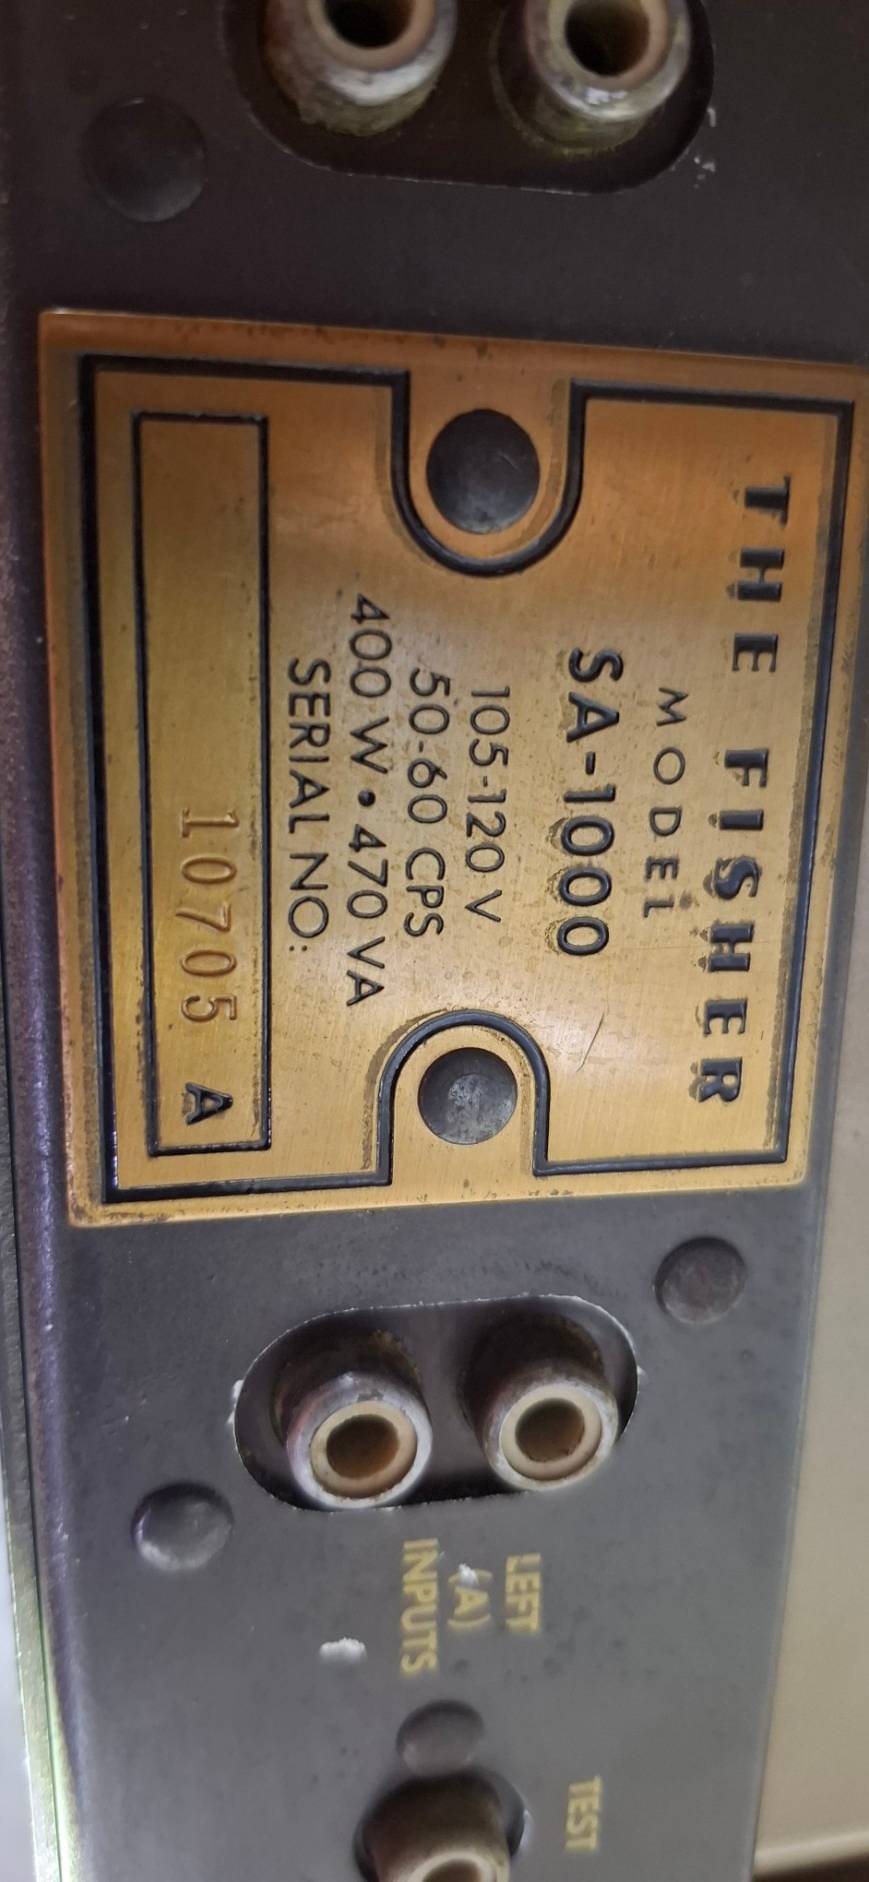 THE FISHER
MODEL
SA-1000
105-120 V
50-60 CPS
400 W • 470 VA
SERIAL NO:
10705 A
LEFT
(A)
INPUTS
TEST